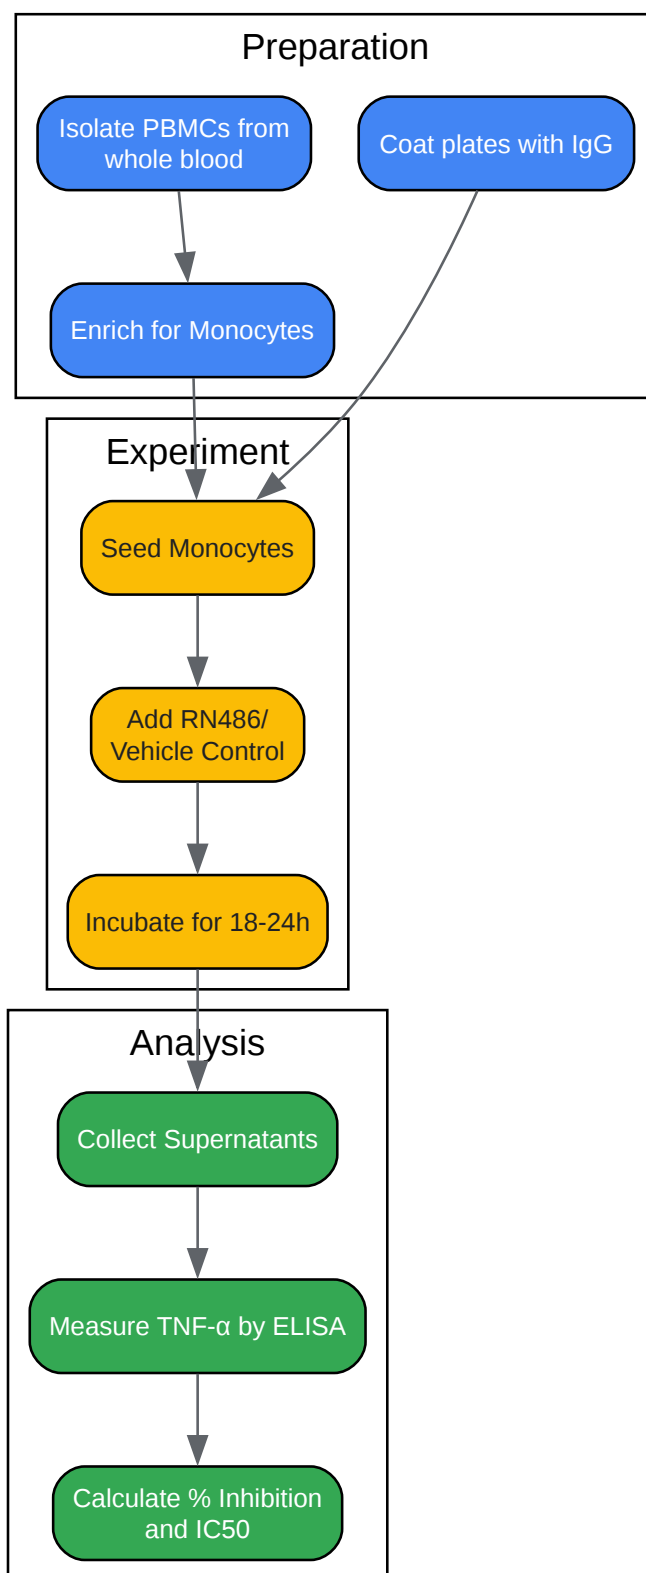 Preparation
Isolate PBMCs from
whole blood
Coat plates with IgG
Enrich for Monocytes
Experiment
Seed Monocytes
Add RN486/
Vehicle Control
Incubate for 18-24h
Analysis
Collect Supernatants
Measure TNF-α by ELISA
Calculate % Inhibition
and IC50